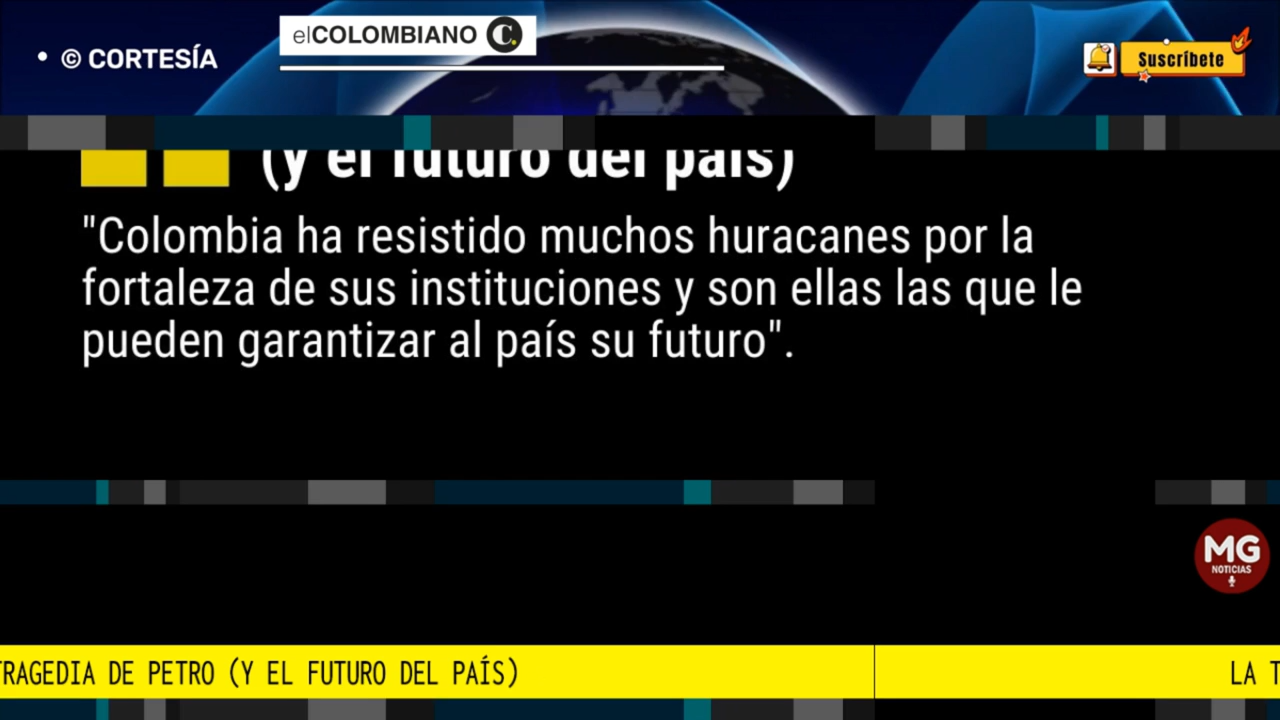 elCOLOMBIANO C.
• © CORTESÍA
Suscríbete
(y el futuro del país)
"Colombia ha resistido muchos huracanes por la
fortaleza de sus instituciones y son ellas las que le
pueden garantizar al país su futuro".
MG
NOTICIAS
RAGEDIA DE PETRO (Y EL FUTURO DEL PAÍS)
LA T